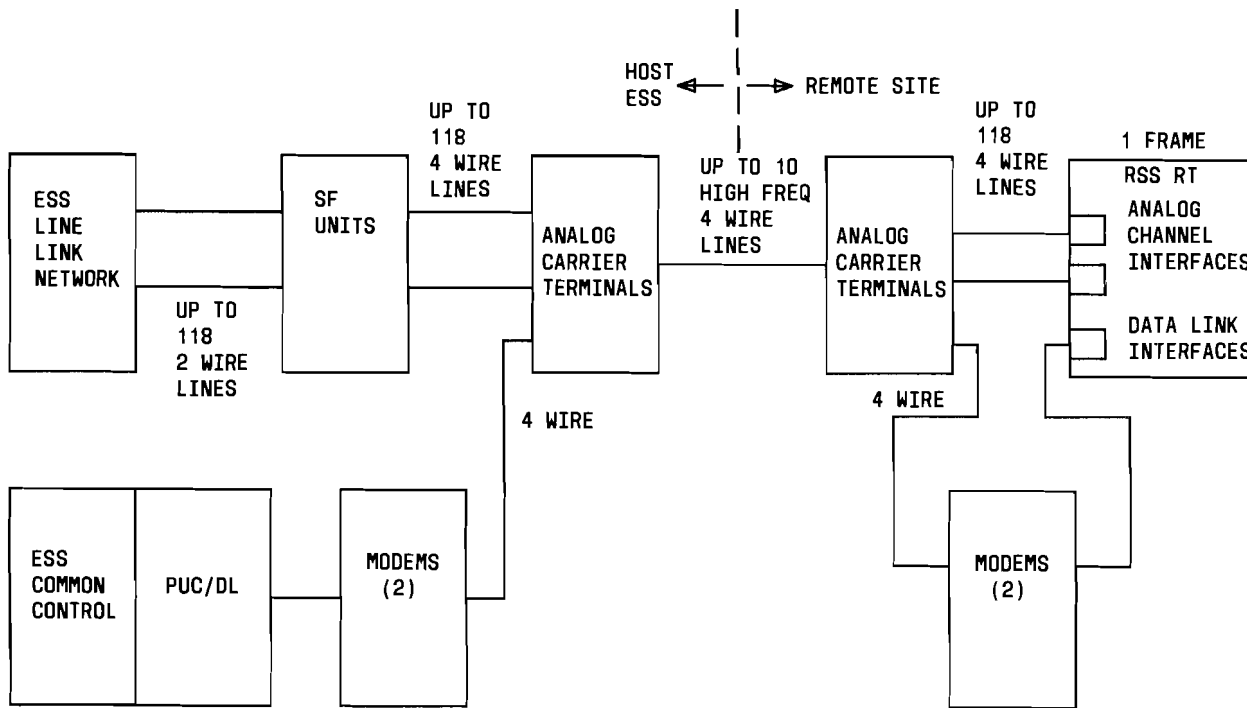 HOST
ESS
REMOTE SITE
UP TO
118
4 WIRE
LINES
UP TO 10
HIGH FREQ
4 WIRE
LINES
UP TO
118
4 WIRE
LINES
1 FRAME
ESS
LINE
LINK
NETWORK
SF
UNITS
ANALOG
CARRIER
TERMINALS
ANALOG
CARRIER
TERMINALS
RSS RT
ANALOG
CHANNEL
INTERFACES
DATA LINK
INTERFACES
UP TO
118
2 WIRE
LINES
4 WIRE
4 WIRE
ESS
COMMON
CONTROL
PUC/DL
MODEMS
(2)
MODEMS
(2)